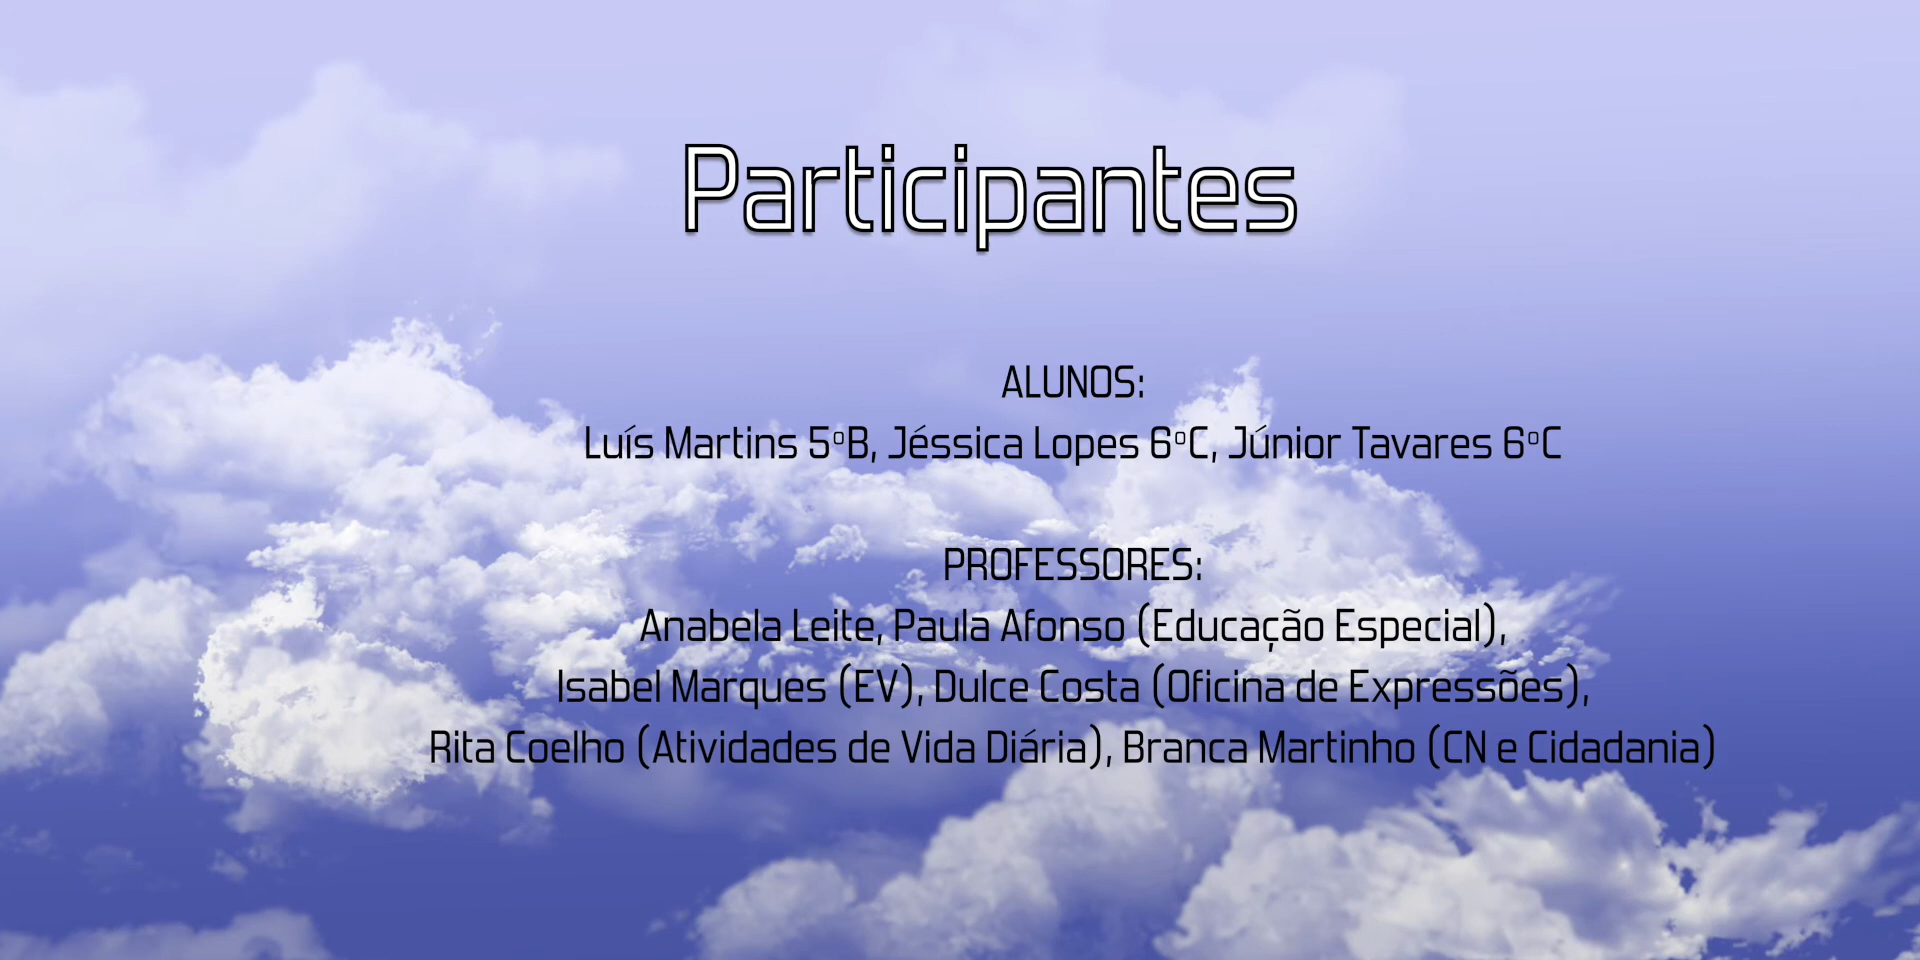 Participantes
ALUNOS:
Luís Martins 5ºB, Jéssica Lopes 6ºC, Júnior Tavares 6ºC
PROFESSORES:
Anabela Leite, Paula Afonso (Educação Especial),
Isabel Marques (EV), Dulce Costa (Oficina de Expressões),
Rita Coelho (Atividades de Vida Diária), Branca Martinho (CN e Cidadania)